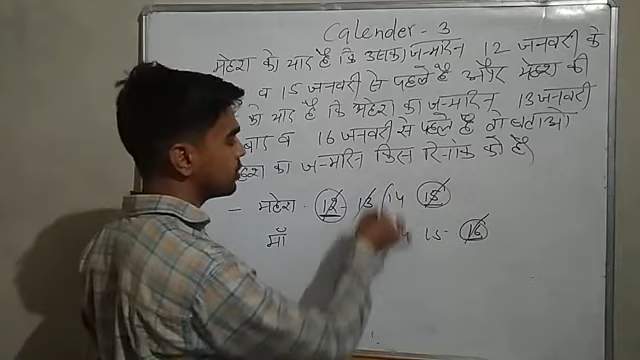 Calender - 3
मेहरा को याद है कि उसका जन्मदिन 12 जनवरी के
व 15 जनवरी से पहले है और मेहरा की
को याद है कि मेहरा का जन्मदिन 13 जनवरी
बाद व 16 जनवरी से पहले है तो बताओ
का जन्मदिन किस दिनांक को है
- मेहरा - 12 - 13 14 15
माँ 15 - 16